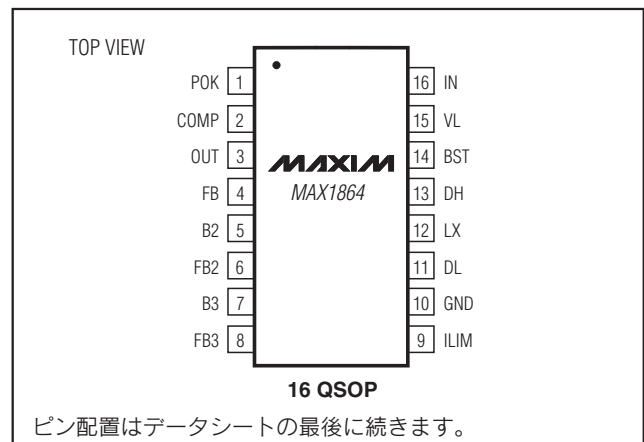 TOP VIEW
POK 1 16 IN
COMP 2 15 VL
OUT 3 14 BST
MAXIM
FB 4 MAX1864 13 DH
B2 5 12 LX
FB2 6 11 DL
B3 7 10 GND
FB3 8 9 ILIM
16 QSOP
ピン配置はデータシートの最後に続きます。